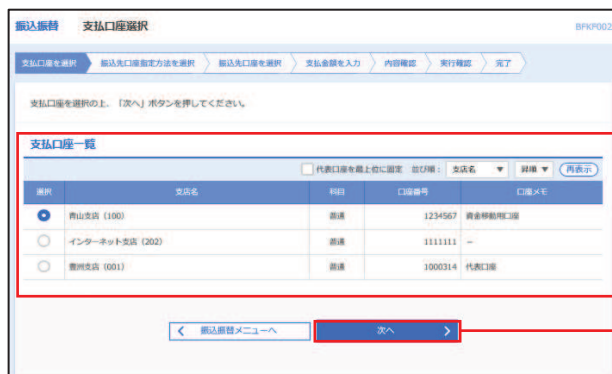 振込振替 支払口座選択 BFKP002
支払口座を選択 振込先口座指定方法を選択 振込先口座を選択 支払金額を入力 内容確認 実行確認 完了
支払口座を選択の上、「次へ」ボタンを押してください。
支払口座一覧
代表口座を最上位に固定 並び順： 支店名 ▼ 昇順 ▼ 再表示
選択 支店名 科目 口座番号 口座メモ
青山支店（100） 普通 1234567 資金移動用口座
インターネット支店（202） 普通 1111111 －
豊州支店（001） 普通 1000314 代表口座
振込振替メニューへ 次へ